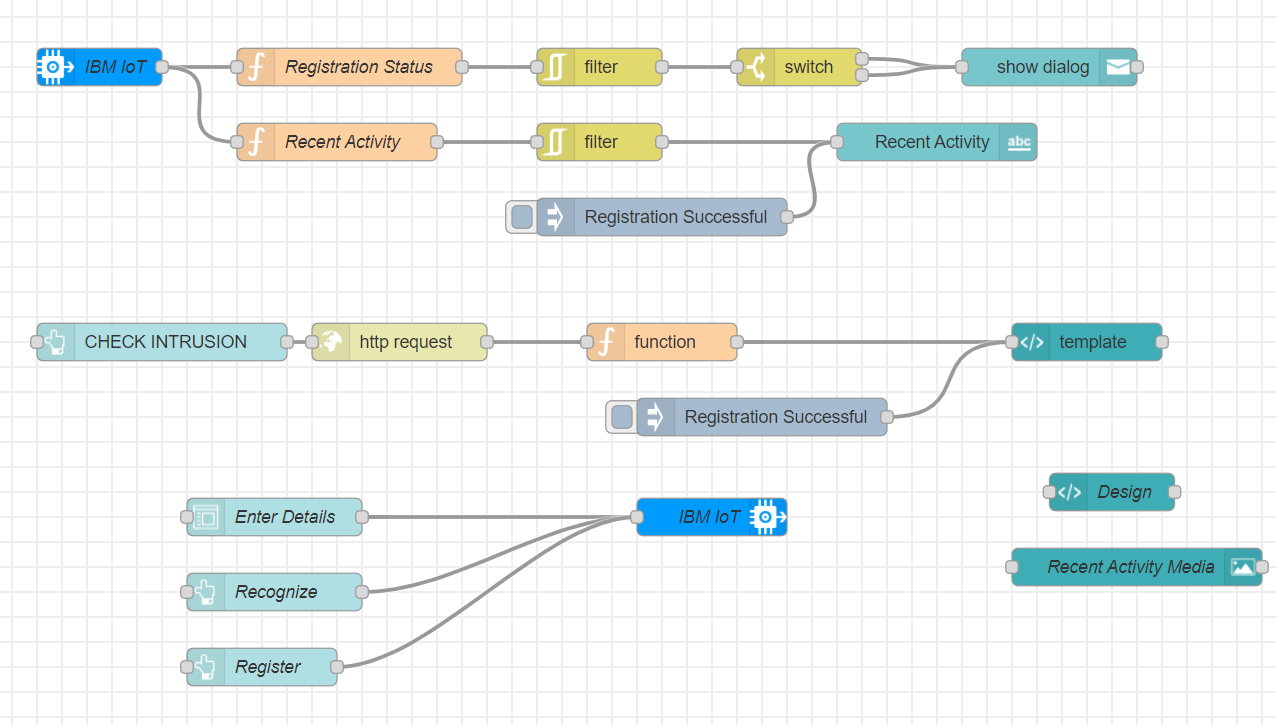 IBM IoT
Registration Status
filter
switch
show dialog
Recent Activity
filter
Recent Activity
abc
Registration Successful
CHECK INTRUSION
http request
function
template
Registration Successful
Design
Enter Details
IBM IoT
Recent Activity Media
Recognize
Register